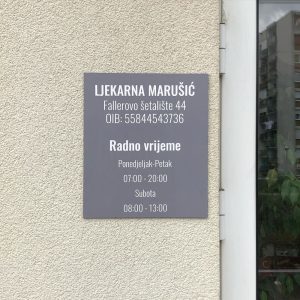 LJEKARNA MARUŠIĆ
Fallerovo šetalište 44
OIB: 55844543736
Radno vrijeme
Ponedjeljak-Petak
07:00 - 20:00
Subota
08:00 - 13:00